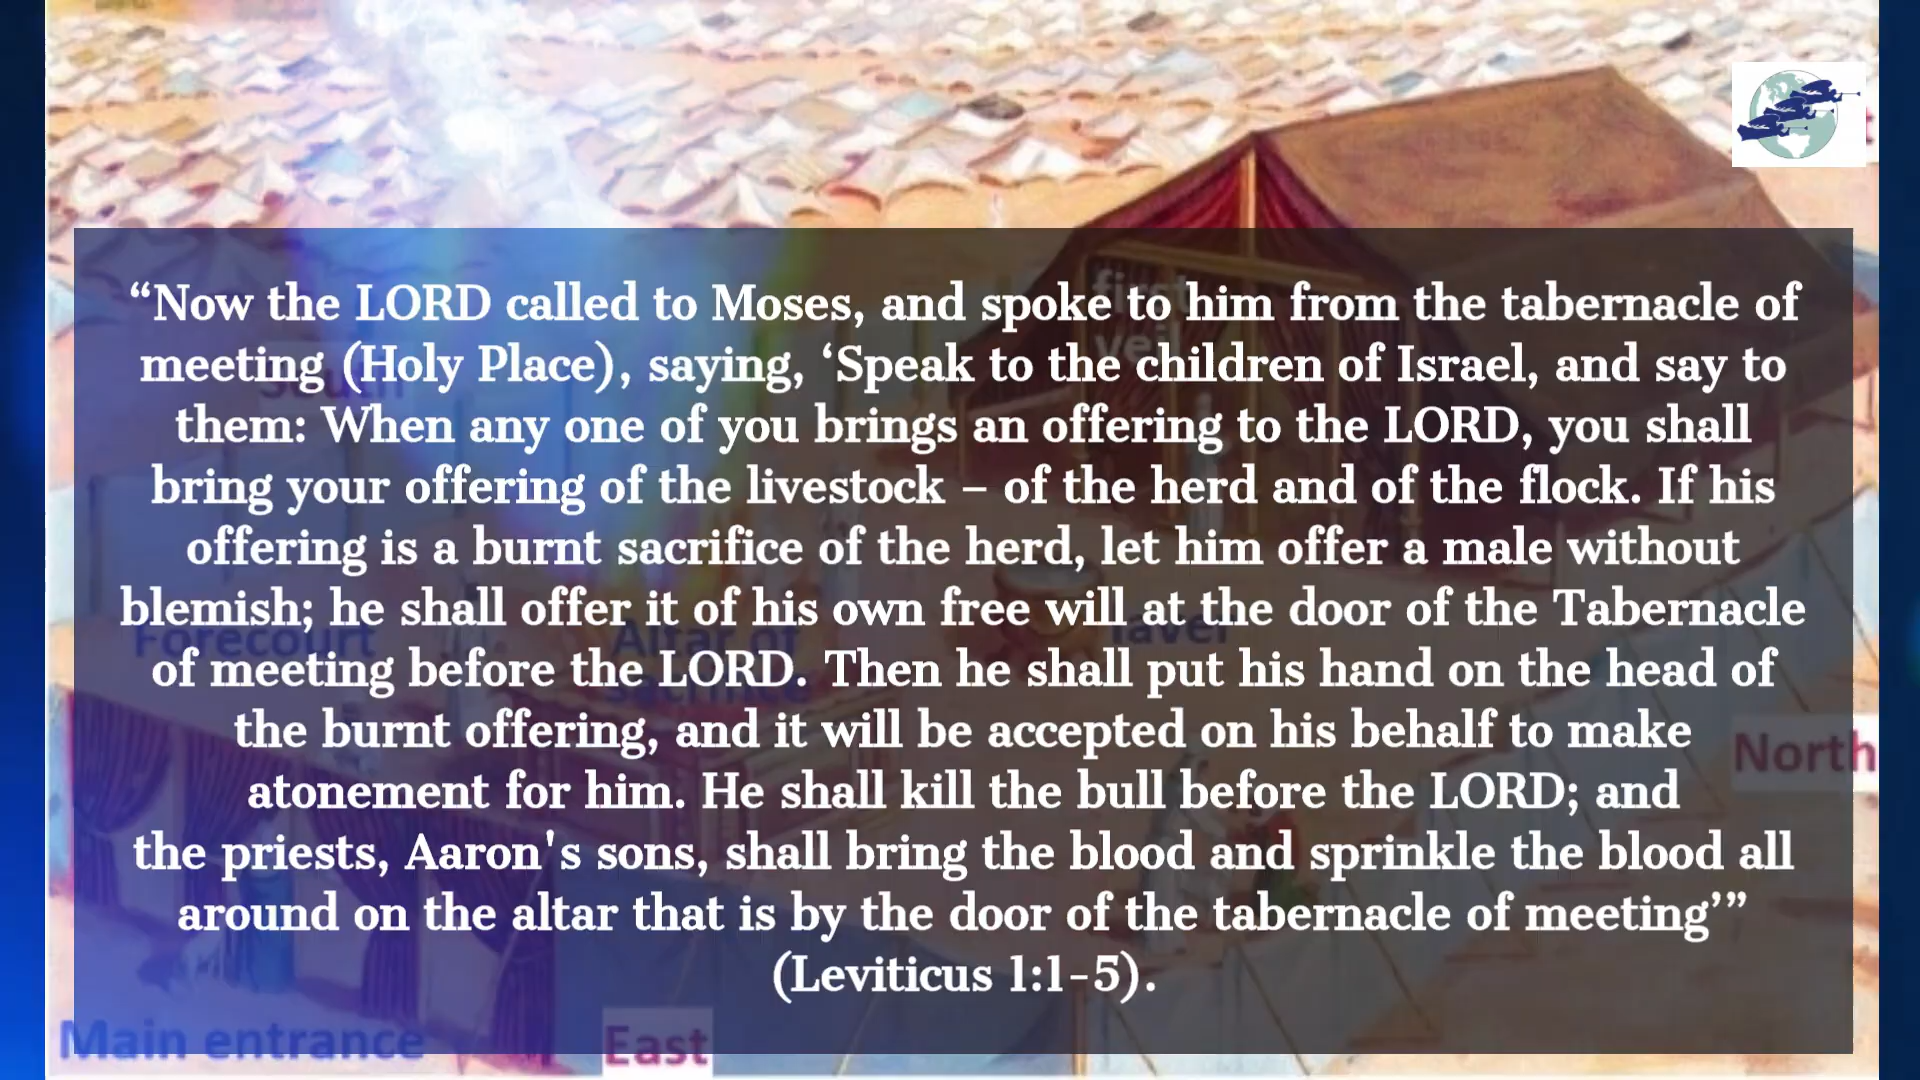 “Now the LORD called to Moses, and spoke to him from the tabernacle of
meeting (Holy Place), saying, ‘Speak to the children of Israel, and say to
them: When any one of you brings an offering to the LORD, you shall
bring your offering of the livestock – of the herd and of the flock. If his
offering is a burnt sacrifice of the herd, let him offer a male without
blemish; he shall offer it of his own free will at the door of the Tabernacle
of meeting before the LORD. Then he shall put his hand on the head of
the burnt offering, and it will be accepted on his behalf to make
atonement for him. He shall kill the bull before the LORD; and
the priests, Aaron's sons, shall bring the blood and sprinkle the blood all
around on the altar that is by the door of the tabernacle of meeting’”
(Leviticus 1:1-5).
first
veil
South
Forecourt
Altar of
sacrifice
laver
North
Main entrance
East